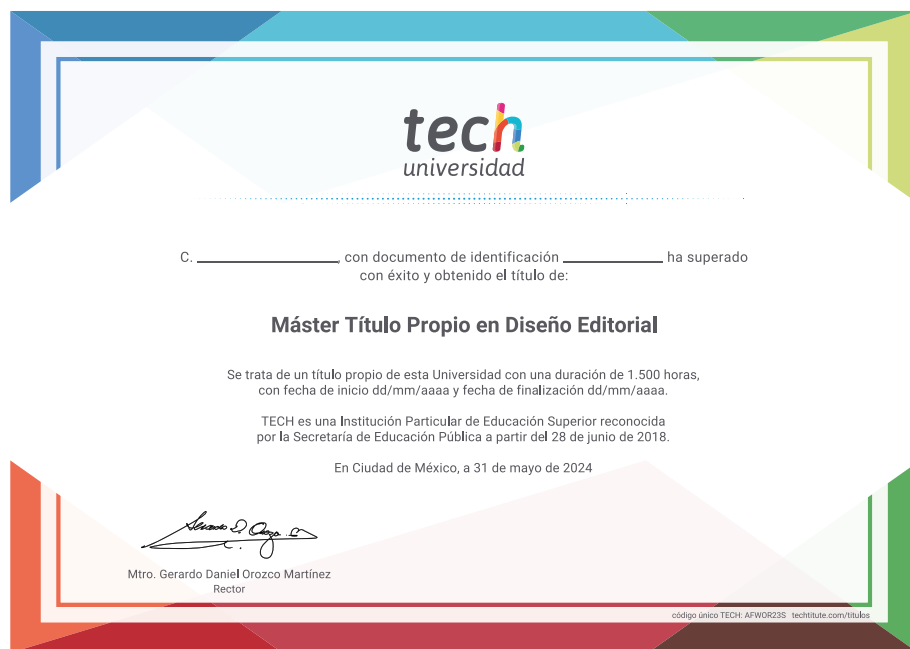 tech
universidad
C. ____________, con documento de identificación ____________ ha superado
con éxito y obtenido el título de:
Máster Título Propio en Diseño Editorial
Se trata de un título propio de esta Universidad con una duración de 1.500 horas,
con fecha de inicio dd/mm/aaaa y fecha de finalización dd/mm/aaaa.
TECH es una Institución Particular de Educación Superior reconocida
por la Secretaría de Educación Pública a partir del 28 de junio de 2018.
En Ciudad de México, a 31 de mayo de 2024
Mtro. Gerardo Daniel Orozco Martínez
Rector
código único TECH: AFWOR23S techtitute.com/titulos